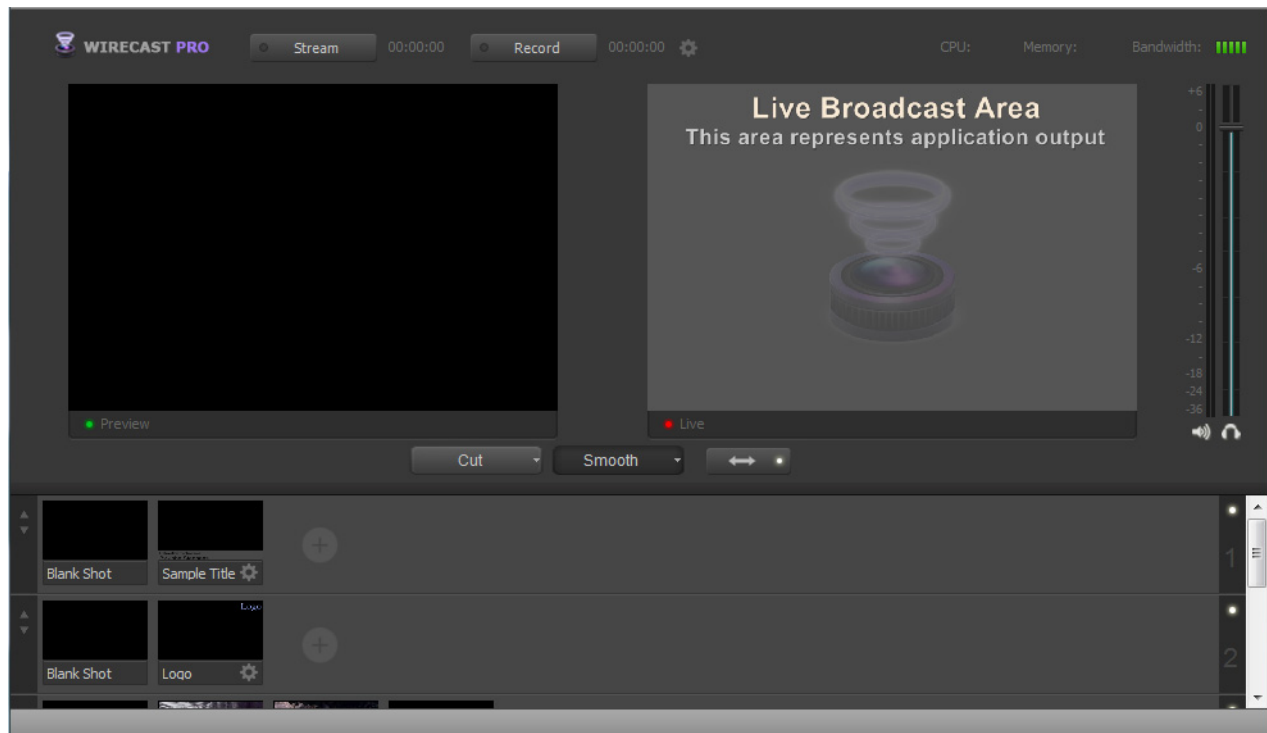 WIRECAST PRO
Stream
00:00:00
Record
00:00:00
CPU:
Memory:
Bandwidth:
Live Broadcast Area
This area represents application output
+6
-
0
-
-
-
-
-6
-
-
-12
-
-18
-24
-36
Preview
Live
Cut
Smooth
Blank Shot
Sample Title
1
Logo
Blank Shot
Logo
2